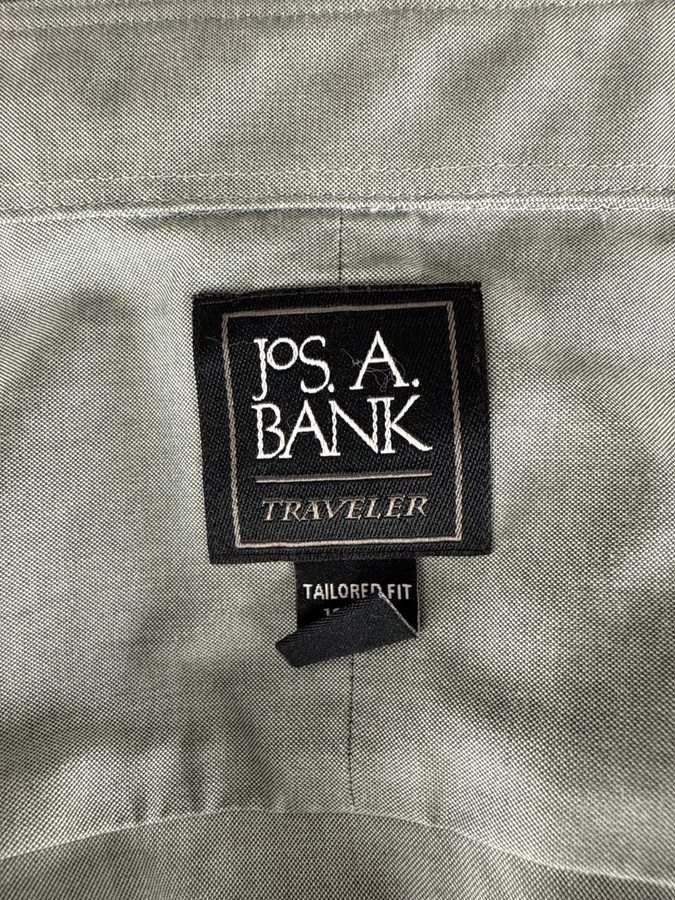 JOS. A.
BANK
TRAVELER
TAILORED FIT